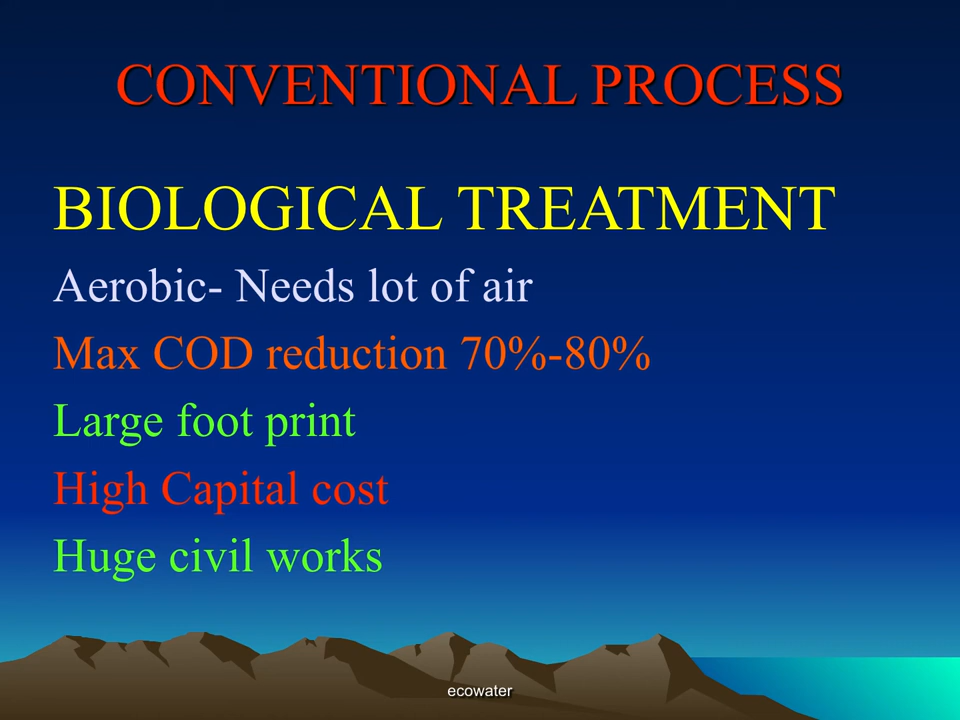 CONVENTIONAL PROCESS
BIOLOGICAL TREATMENT
Aerobic- Needs lot of air
Max COD reduction 70%-80%
Large foot print
High Capital cost
Huge civil works
ecowater